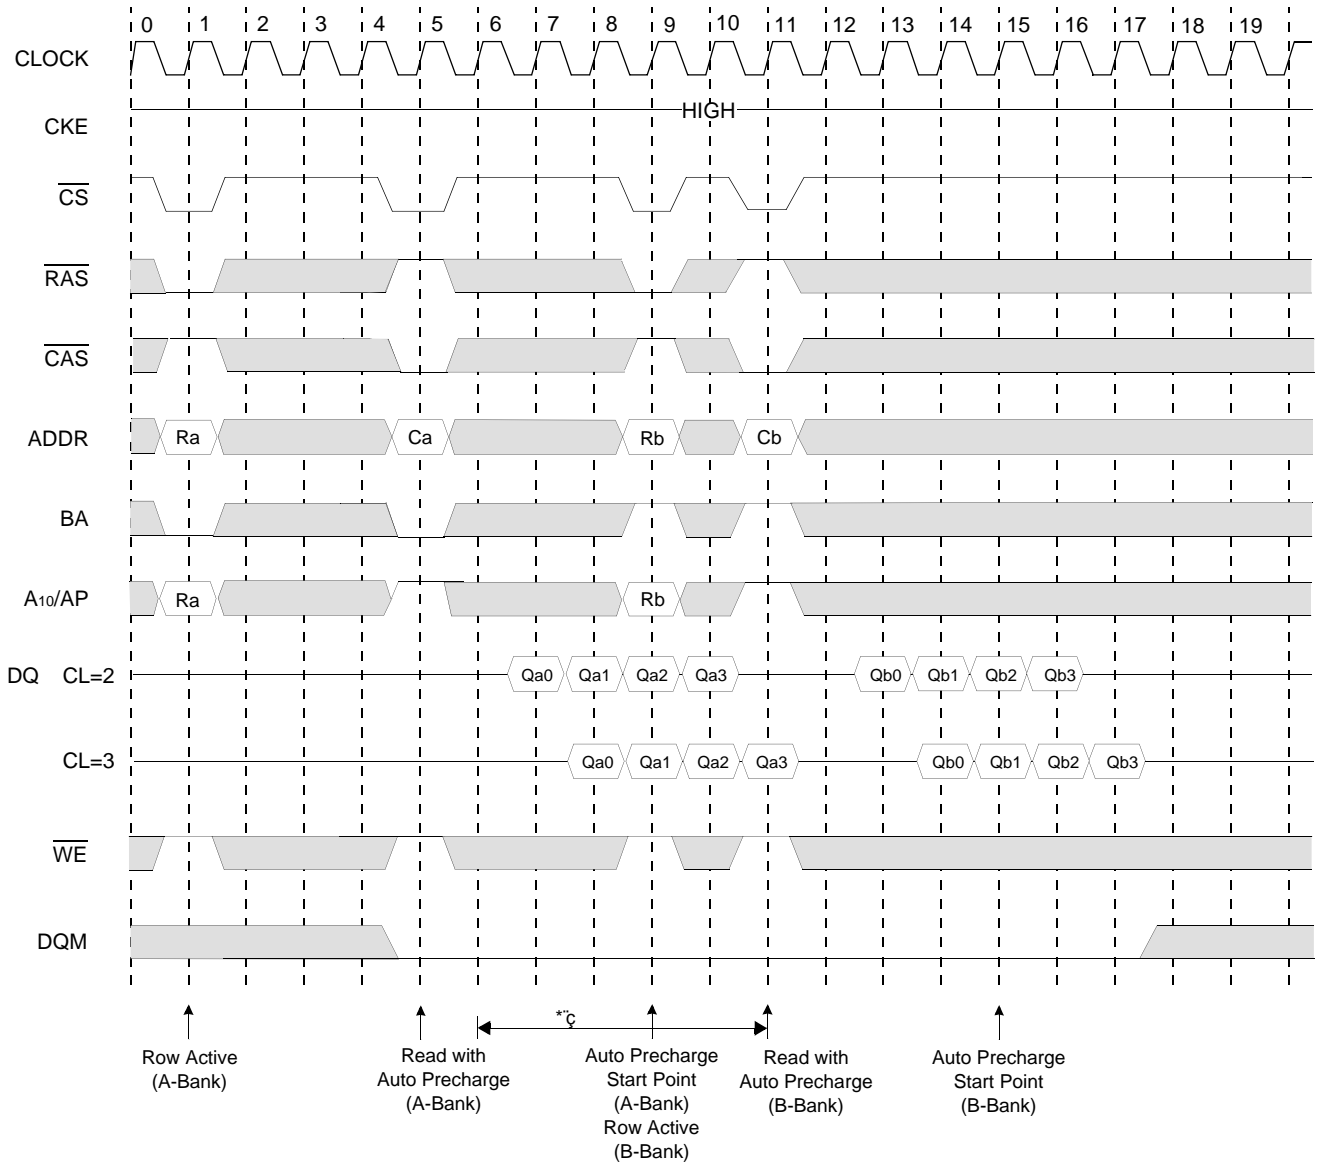 0 1 2 3 4 5 6 7 8 9 10 11 12 13 14 15 16 17 18 19
CLOCK
CKE
HIGH
CS
RAS
CAS
ADDR Ra Ca Rb Cb
BA
A10/AP Ra Rb
DQ CL=2 Qa0 Qa1 Qa2 Qa3 Qb0 Qb1 Qb2 Qb3
CL=3 Qa0 Qa1 Qa2 Qa3 Qb0 Qb1 Qb2 Qb3
WE
DQM
*¨ç
Row Active
(A-Bank)
Read with
Auto Precharge
(A-Bank)
Auto Precharge
Start Point
(A-Bank)
Row Active
(B-Bank)
Read with
Auto Precharge
(B-Bank)
Auto Precharge
Start Point
(B-Bank)